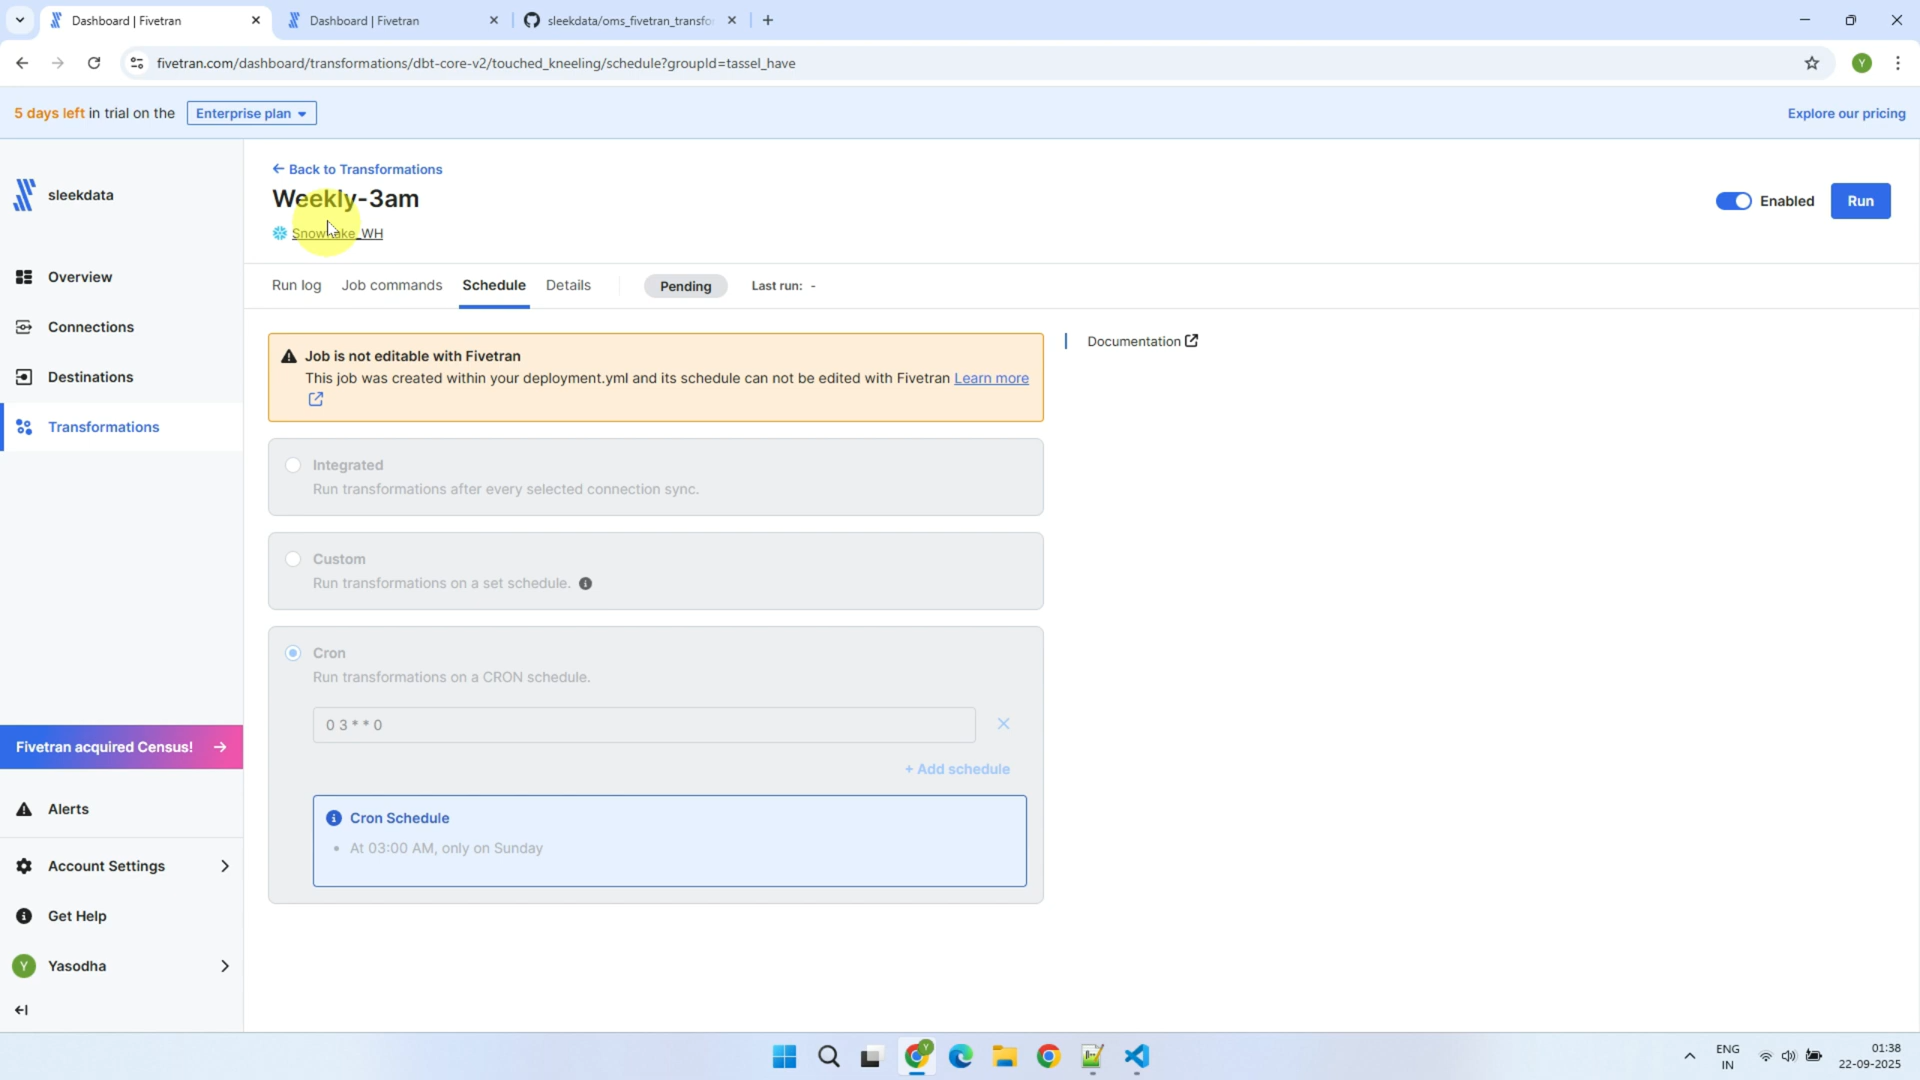 Dashboard | Fivetran
Dashboard | Fivetran
sleekdata/oms_fivetran_transfo
fivetran.com/dashboard/transformations/dbt-core-v2/touched_kneeling/schedule?groupId=tassel_have
Y
5 days left in trial on the
Enterprise plan
Explore our pricing
sleekdata
Overview
Connections
Destinations
Transformations
Fivetran acquired Census!
Alerts
Account Settings
Get Help
Y
Yasodha
Back to Transformations
Weekly-3am
Snowflake_WH
Enabled
Run
Run log
Job commands
Schedule
Details
Pending
Last run: -
Job is not editable with Fivetran
This job was created within your deployment.yml and its schedule can not be edited with Fivetran Learn more
Documentation
Integrated
Run transformations after every selected connection sync.
Custom
Run transformations on a set schedule.
Cron
Run transformations on a CRON schedule.
0 3 * * 0
+ Add schedule
Cron Schedule
• At 03:00 AM, only on Sunday
ENG
IN
01:38
22-09-2025